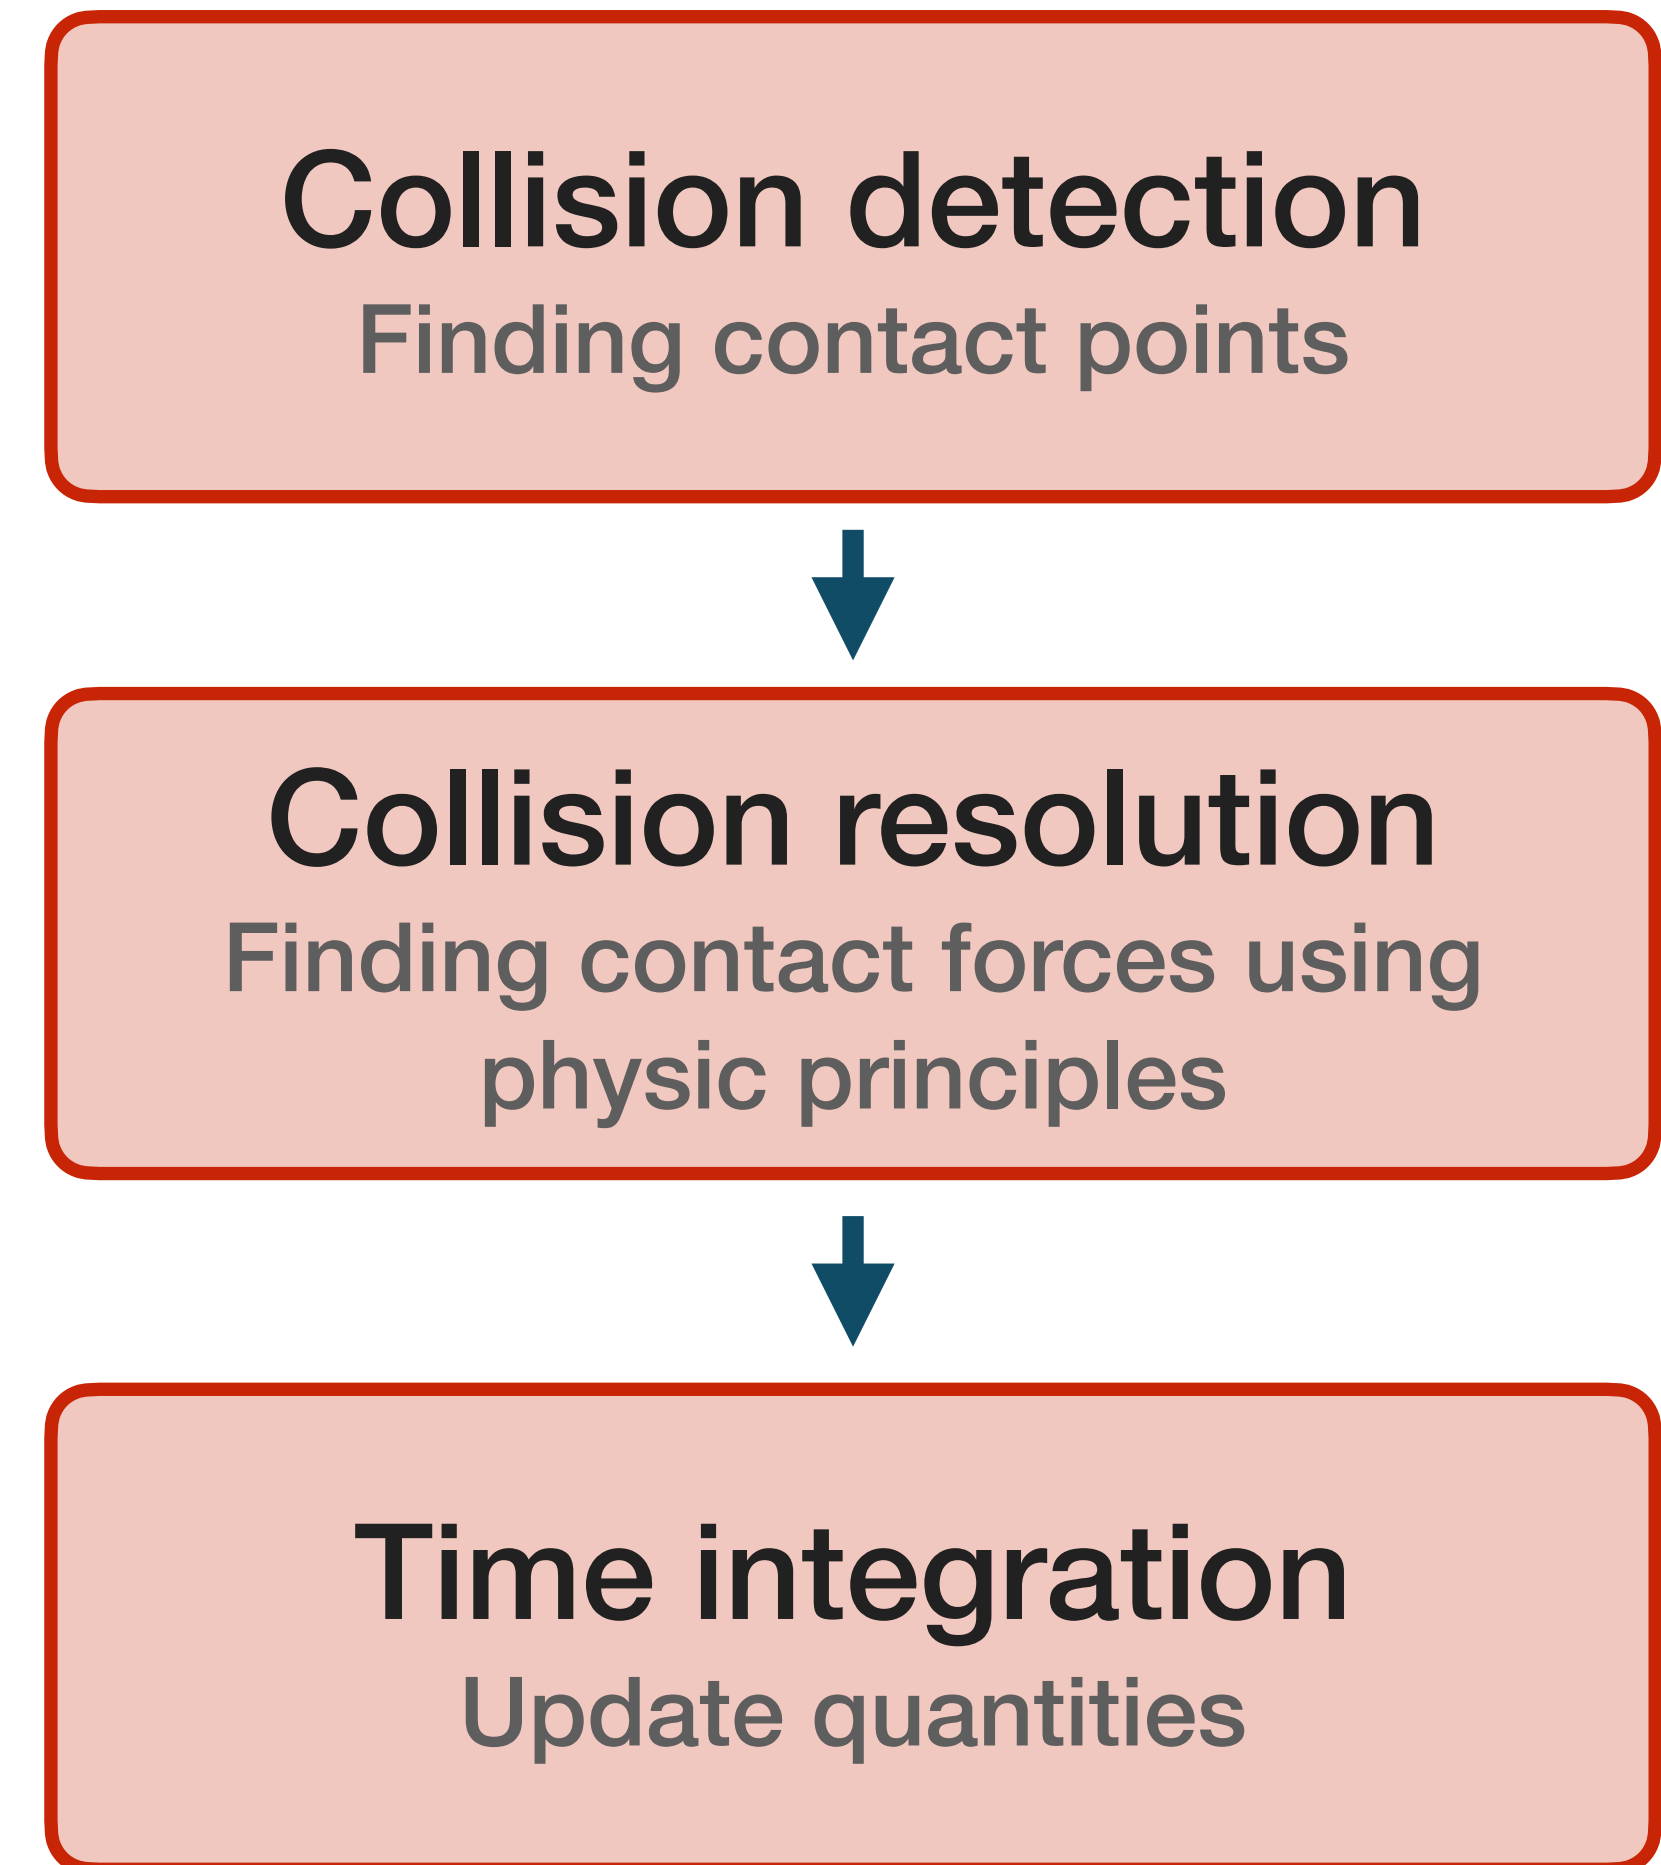 Collision detection
Finding contact points
Collision resolution
Finding contact forces using
physic principles
Time integration
Update quantities